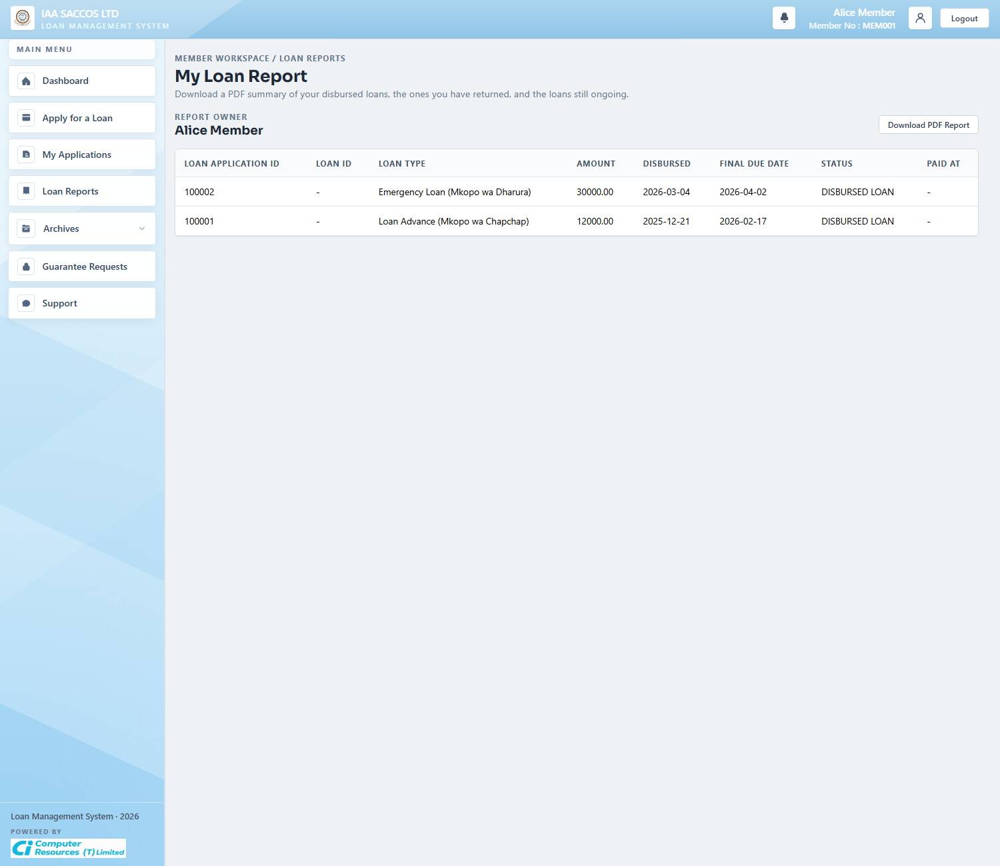 IAA SACCOS LTD
LOAN MANAGEMENT SYSTEM
Alice Member
Member No : MEM001
Logout
MAIN MENU
Dashboard
Apply for a Loan
My Applications
Loan Reports
Archives
Guarantee Requests
Support
MEMBER WORKSPACE / LOAN REPORTS
My Loan Report
Download a PDF summary of your disbursed loans, the ones you have returned, and the loans still ongoing.
REPORT OWNER
Alice Member
Download PDF Report
LOAN APPLICATION ID LOAN ID LOAN TYPE AMOUNT DISBURSED FINAL DUE DATE STATUS PAID AT
100002 - Emergency Loan (Mkopo wa Dharura) 30000.00 2026-03-04 2026-04-02 DISBURSED LOAN -
100001 - Loan Advance (Mkopo wa Chapchap) 12000.00 2025-12-21 2026-02-17 DISBURSED LOAN -
Loan Management System · 2026
POWERED BY
Ci Computer
Resources (T) Limited